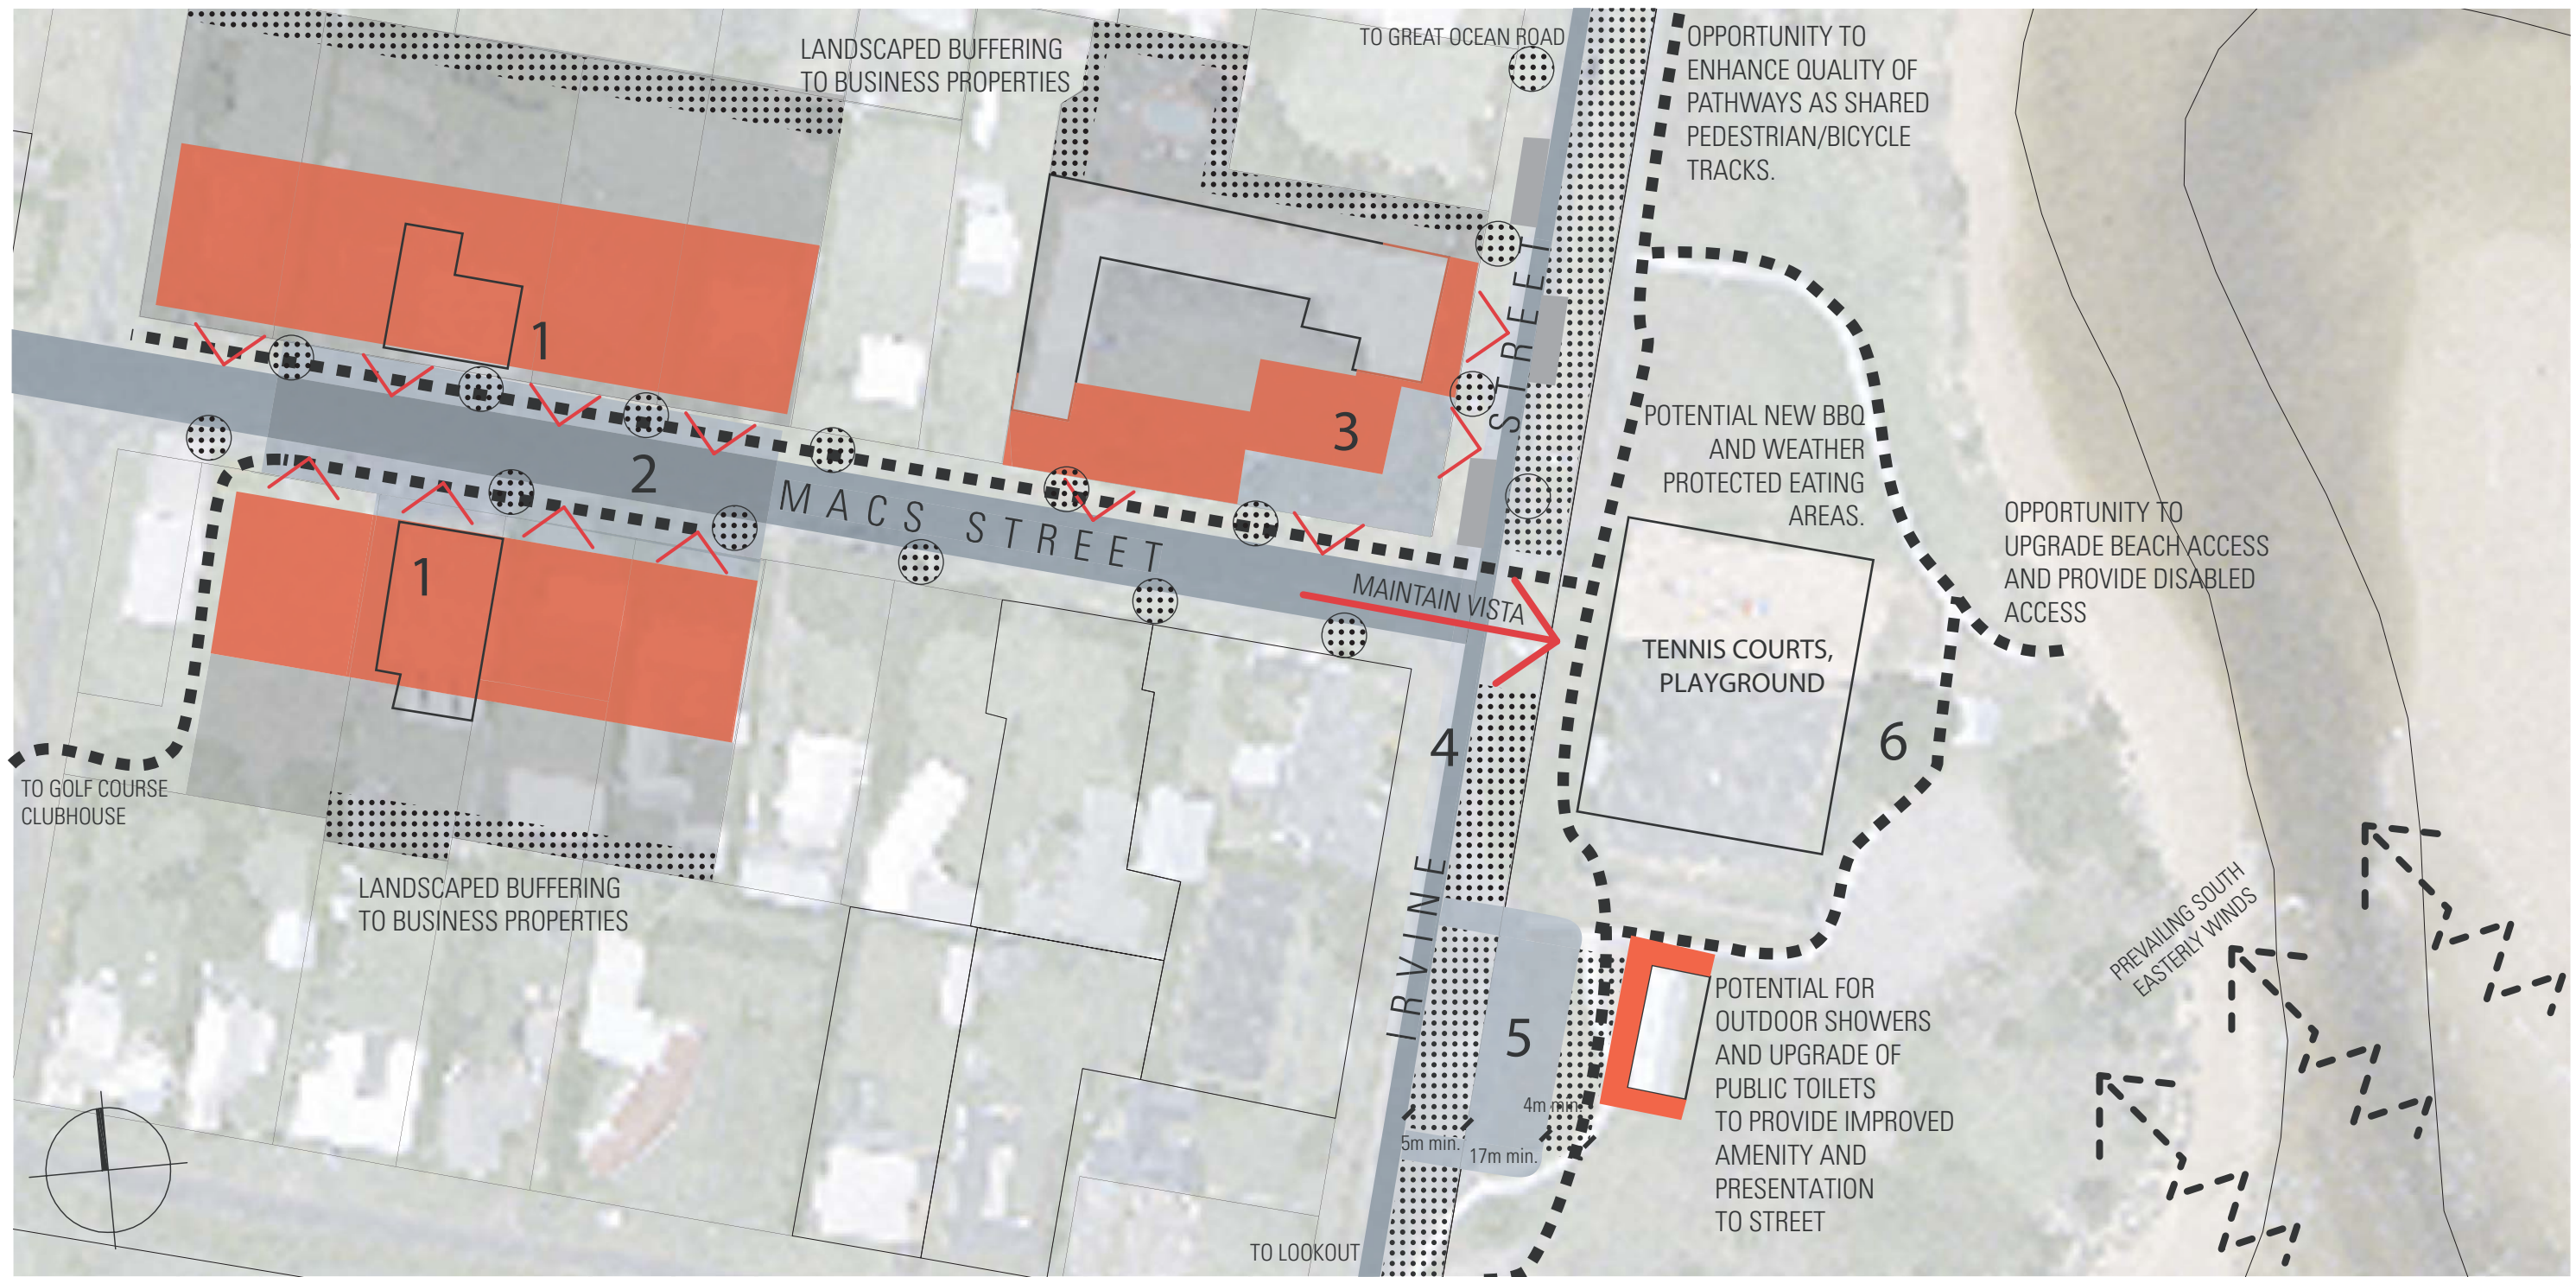 LANDSCAPED BUFFERING
TO BUSINESS PROPERTIES
TO GREAT OCEAN ROAD
OPPORTUNITY TO
ENHANCE QUALITY OF
PATHWAYS AS SHARED
PEDESTRIAN/BICYCLE
TRACKS.
1
2
3
1
MACS STREET
MAINTAIN VISTA
IRVINE STREET
POTENTIAL NEW BBQ
AND WEATHER
PROTECTED EATING
AREAS.
OPPORTUNITY TO
UPGRADE BEACH ACCESS
AND PROVIDE DISABLED
ACCESS
TENNIS COURTS,
PLAYGROUND
4
6
TO GOLF COURSE
CLUBHOUSE
LANDSCAPED BUFFERING
TO BUSINESS PROPERTIES
PREVAILING SOUTH
EASTERLY WINDS
5
4m min.
5m min.
17m min.
POTENTIAL FOR
OUTDOOR SHOWERS
AND UPGRADE OF
PUBLIC TOILETS
TO PROVIDE IMPROVED
AMENITY AND
PRESENTATION
TO STREET
TO LOOKOUT